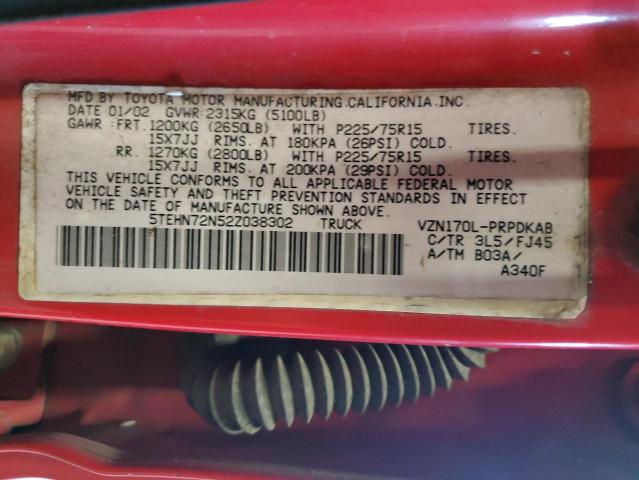 MFD BY TOYOTA MOTOR MANUFACTURING.CALIFORNIA.INC.
DATE 01/02 GVWR 2315KG (5100LB)
GAWR: FRT. 1200KG (2650LB) WITH P225/75R15 TIRES.
15X7JJ RIMS. AT 180KPA (26PSI) COLD.
RR. 1270KG (2800LB) WITH P225/75R15 TIRES.
15X7JJ RIMS. AT 200KPA (29PSI) COLD.
THIS VEHICLE CONFORMS TO ALL APPLICABLE FEDERAL MOTOR
VEHICLE SAFETY AND THEFT PREVENTION STANDARDS IN EFFECT
ON THE DATE OF MANUFACTURE SHOWN ABOVE.
5TEHN72N52Z038302 TRUCK VZN170L-PRPDKAB
C/TR 3L5/FJ45
A/TM B03A/
A340F